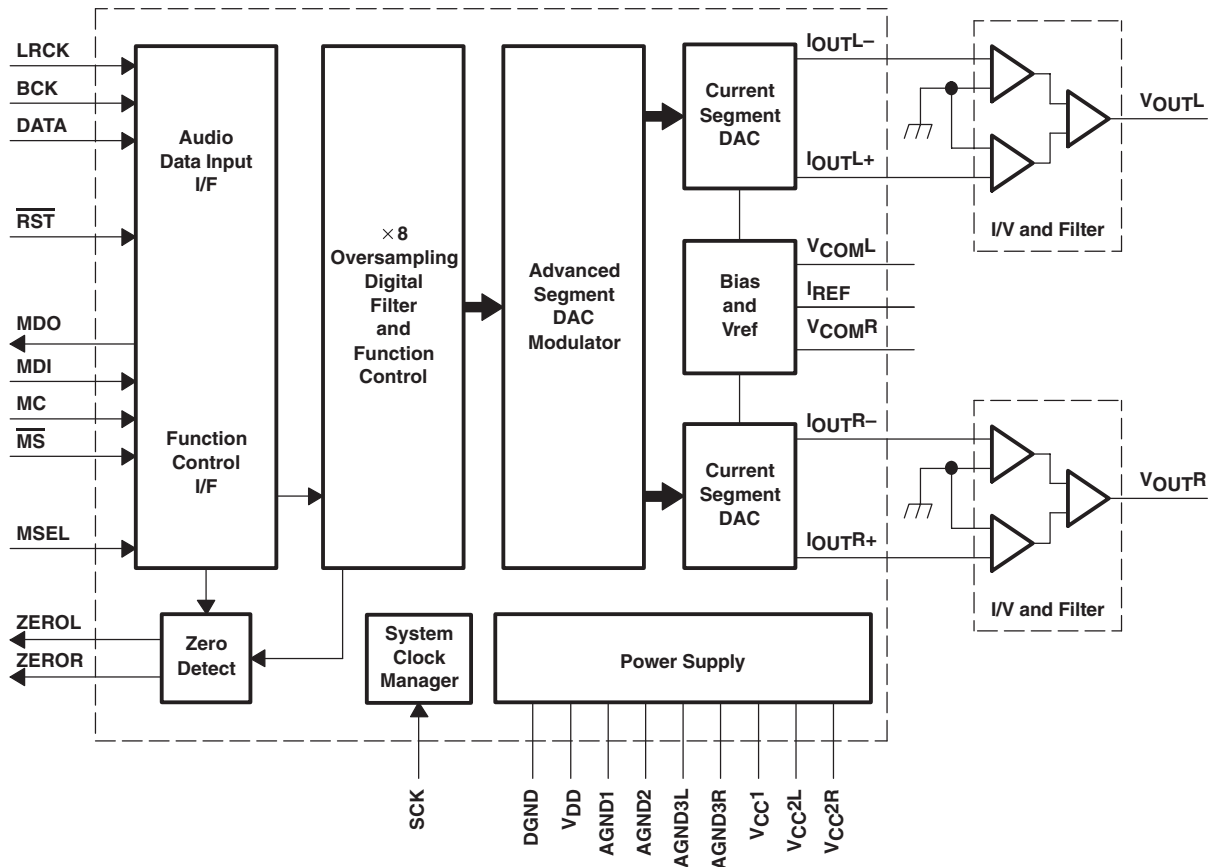 LRCK
BCK
DATA
RST
MDO
MDI
MC
MS
MSEL
ZEROL
ZEROR
Audio
Data Input
I/F
Function
Control
I/F
×8
Oversampling
Digital
Filter
and
Function
Control
Advanced
Segment
DAC
Modulator
Current
Segment
DAC
Bias
and
Vref
Current
Segment
DAC
IOUTL–
IOUTL+
VCOML
IREF
VCOMR
IOUTR–
IOUTR+
VOUTL
I/V and Filter
VOUTR
I/V and Filter
Zero
Detect
System
Clock
Manager
Power Supply
SCK
DGND
VDD
AGND1
AGND2
AGND3L
AGND3R
VCC1
VCC2L
VCC2R